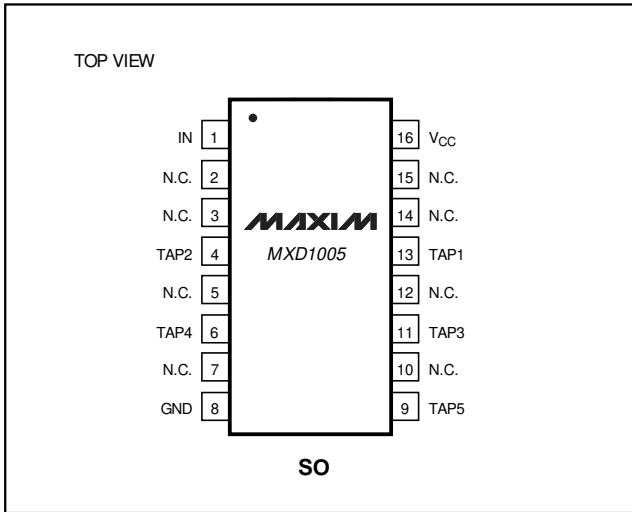 TOP VIEW
IN 1 16 VCC
N.C. 2 15 N.C.
N.C. 3 14 N.C.
MAXIM
TAP2 4 MXD1005 13 TAP1
N.C. 5 12 N.C.
TAP4 6 11 TAP3
N.C. 7 10 N.C.
GND 8 9 TAP5
SO